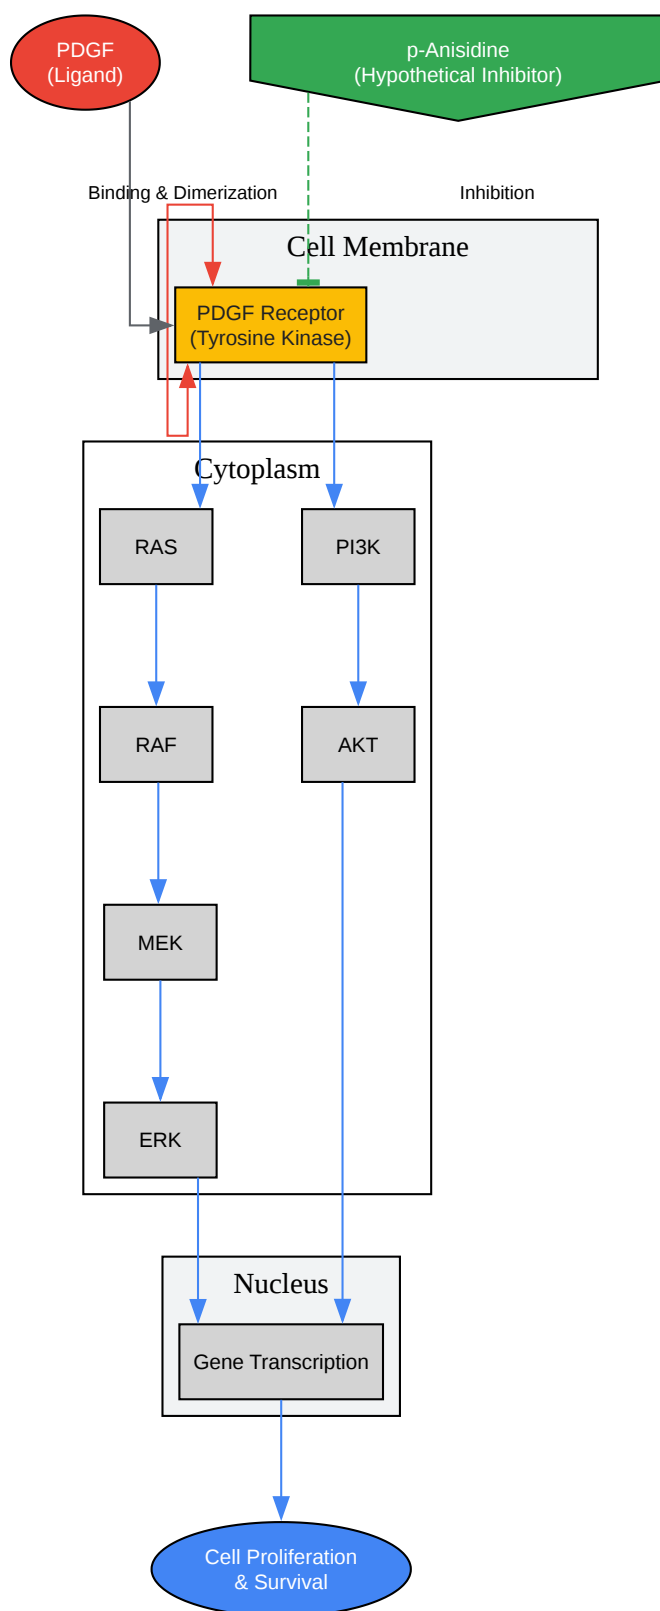 PDGF
(Ligand)
p-Anisidine
(Hypothetical Inhibitor)
Binding & Dimerization
Inhibition
Cell Membrane
PDGF Receptor
(Tyrosine Kinase)
Cytoplasm
RAS
PI3K
RAF
AKT
MEK
ERK
Nucleus
Gene Transcription
Cell Proliferation
& Survival